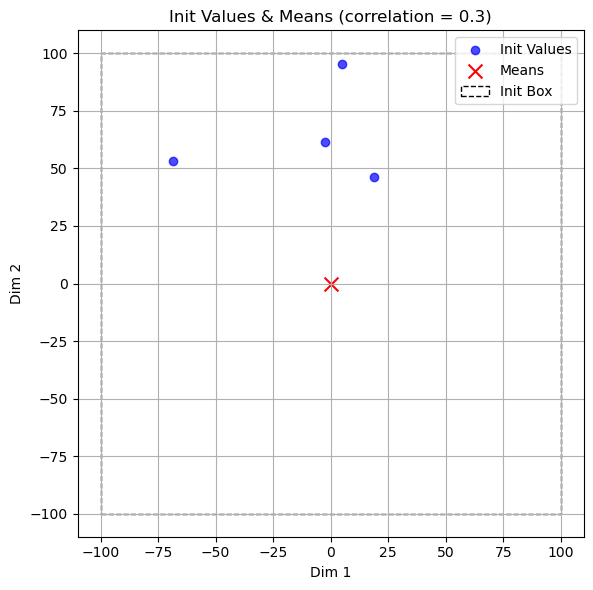 Init Values & Means (correlation = 0.3)
Init Values
Means
Init Box
100
75
50
25
0
−25
−50
−75
−100
Dim 2
−100 −75 −50 −25 0 25 50 75 100
Dim 1